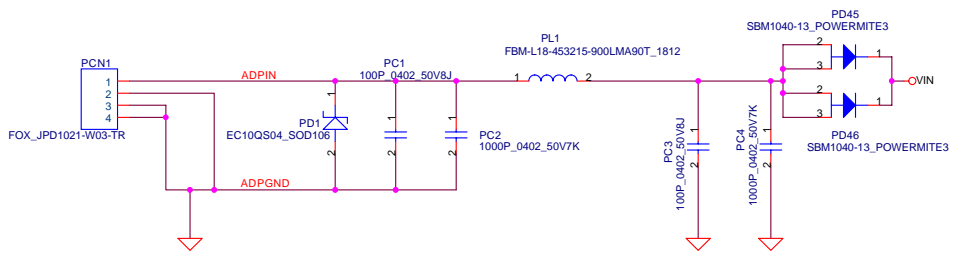 PD45
SBM1040-13_POWERMITE3
PL1
FBM-L18-453215-900LMA90T_1812
2
3
1
PCN1
PC1
100P_0402_50V8J
ADPIN
1
2
3
4
1
2
VIN
2
3
1
1
PD1
EC10QS04_SOD106
2
1
2
1
2
PC2
1000P_0402_50V7K
FOX_JPD1021-W03-TR
PC3
100P_0402_50V8J
1
2
PC4
1000P_0402_50V7K
1
2
PD46
SBM1040-13_POWERMITE3
ADPGND